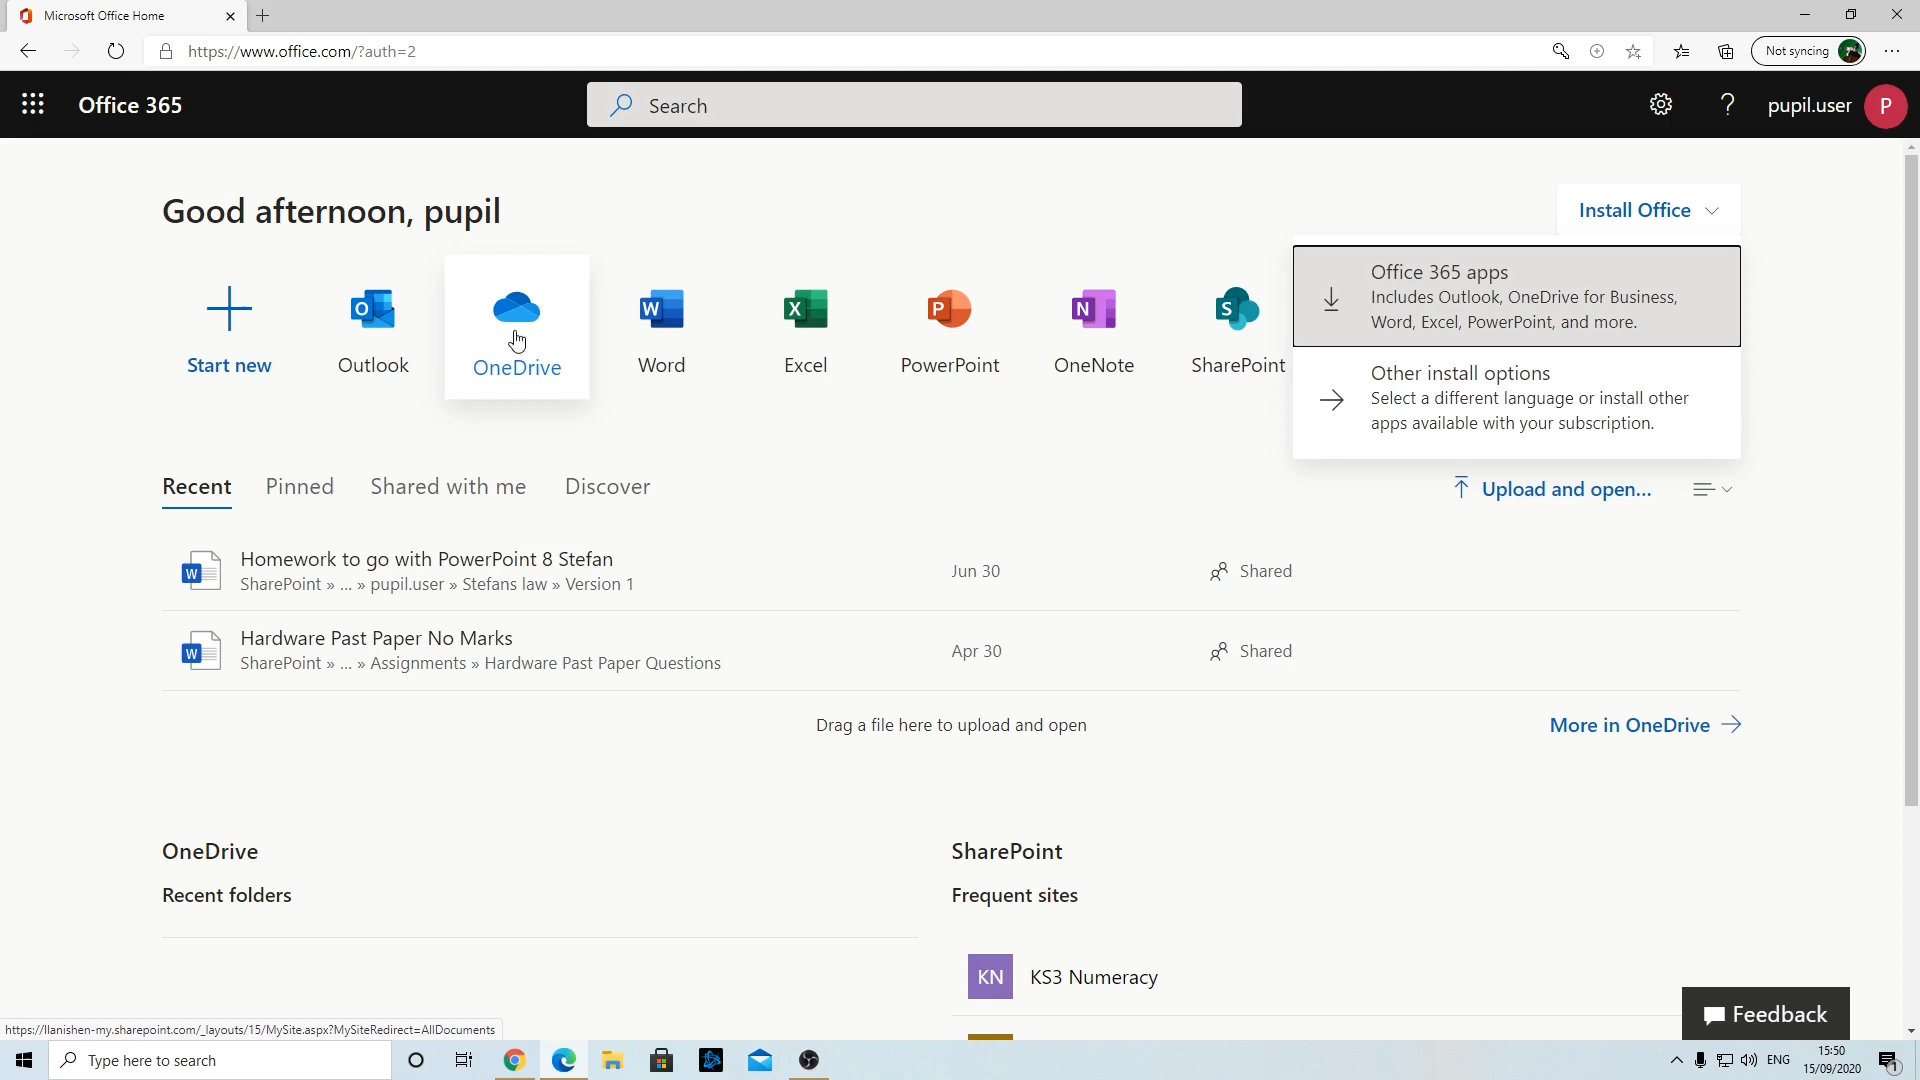 Microsoft Office Home
https://www.office.com/?auth=2
Not syncing
Office 365
Search
pupil.user
P
Good afternoon, pupil
Install Office
Start new
Outlook
OneDrive
Word
Excel
PowerPoint
OneNote
SharePoint
Office 365 apps
Includes Outlook, OneDrive for Business,
Word, Excel, PowerPoint, and more.
Other install options
Select a different language or install other
apps available with your subscription.
Recent
Pinned
Shared with me
Discover
Upload and open...
Homework to go with PowerPoint 8 Stefan
SharePoint » ... » pupil.user » Stefans law » Version 1
Jun 30
Shared
Hardware Past Paper No Marks
SharePoint » ... » Assignments » Hardware Past Paper Questions
Apr 30
Shared
Drag a file here to upload and open
More in OneDrive
OneDrive
Recent folders
SharePoint
Frequent sites
KN
KS3 Numeracy
Feedback
https://llanishen-my.sharepoint.com/_layouts/15/MySite.aspx?MySiteRedirect=AllDocuments
Type here to search
ENG
15:50
15/09/2020
1